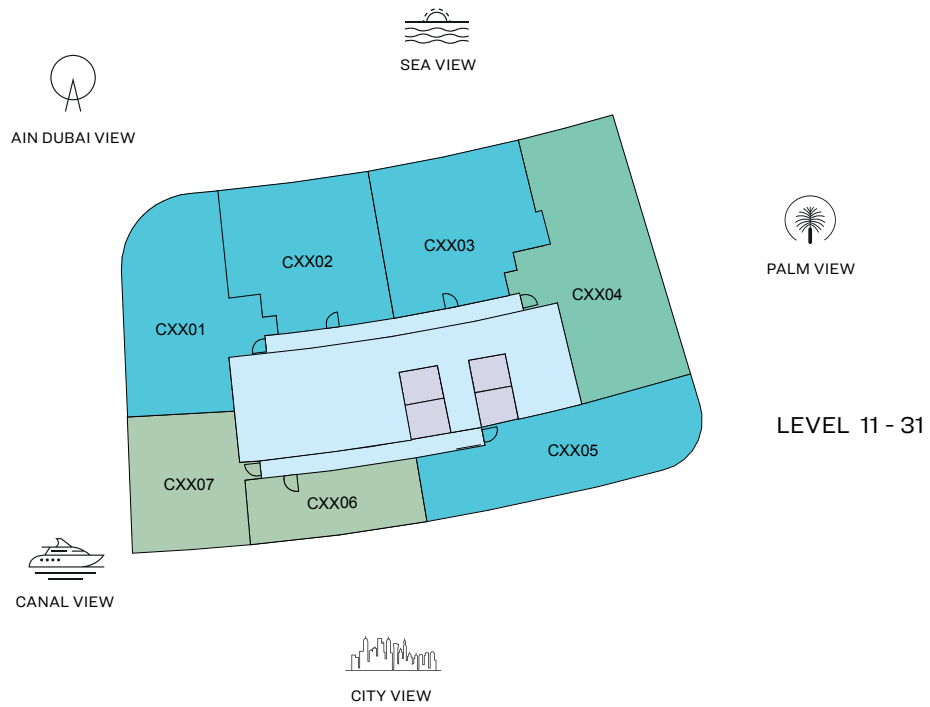 SEA VIEW
AIN DUBAI VIEW
PALM VIEW
CXX03
CXX02
CXX04
CXX01
LEVEL 11 - 31
CXX05
CXX07
CXX06
CANAL VIEW
CITY VIEW